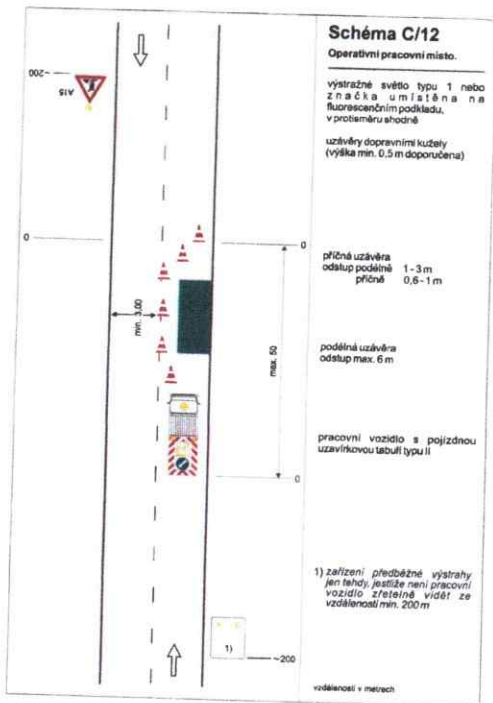 Schéma C/12
Operativní pracovní místo.
výstražné světlo typu 1 nebo
značka umístěna na
fluorescenčním podkladu,
v protisměru shodně
uzávěry dopravními kužely
(výška min. 0,5 m doporučena)
příčná uzávěra
odstup podélně 1 - 3 m
příčně 0,6 - 1 m
podélná uzávěra
odstup max. 6 m
pracovní vozidlo s pojízdnou
uzavírkovou tabulí typu II
1) zařízení předběžné výstrahy
jen tehdy, jestliže není pracovní
vozidlo zřetelně vidět ze
vzdálenosti min. 200 m
vzdálenosti v metrech
200~
A15
0
0
min. 3,00
max. 50
0
1)
~200